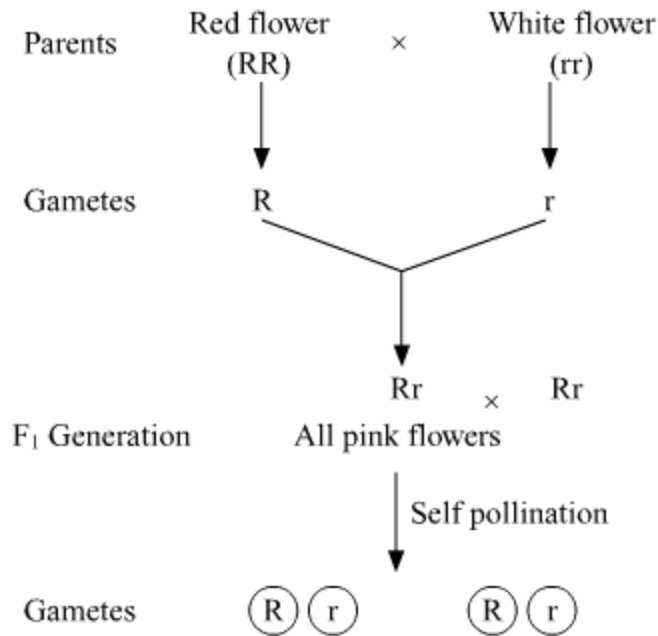 Parents Red flower × White flower
(RR) (rr)
Gametes R r
Rr × Rr
F₁ Generation All pink flowers
Self pollination
Gametes R r R r